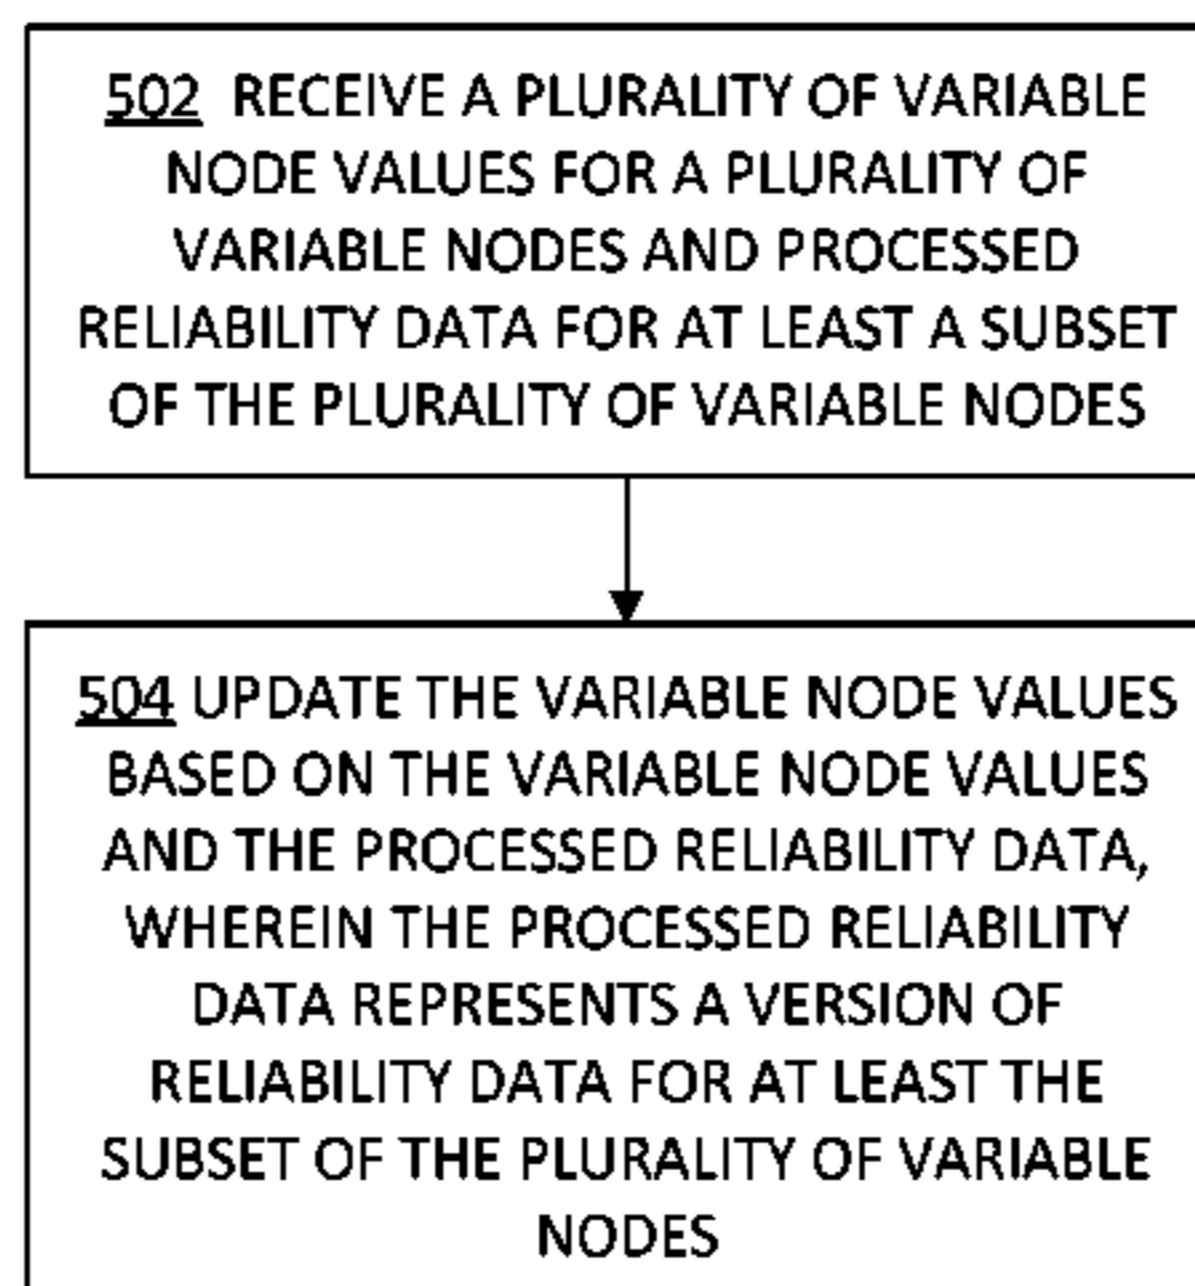 502 RECEIVE A PLURALITY OF VARIABLE
NODE VALUES FOR A PLURALITY OF
VARIABLE NODES AND PROCESSED
RELIABILITY DATA FOR AT LEAST A SUBSET
OF THE PLURALITY OF VARIABLE NODES
504 UPDATE THE VARIABLE NODE VALUES
BASED ON THE VARIABLE NODE VALUES
AND THE PROCESSED RELIABILITY DATA,
WHEREIN THE PROCESSED RELIABILITY
DATA REPRESENTS A VERSION OF
RELIABILITY DATA FOR AT LEAST THE
SUBSET OF THE PLURALITY OF VARIABLE
NODES